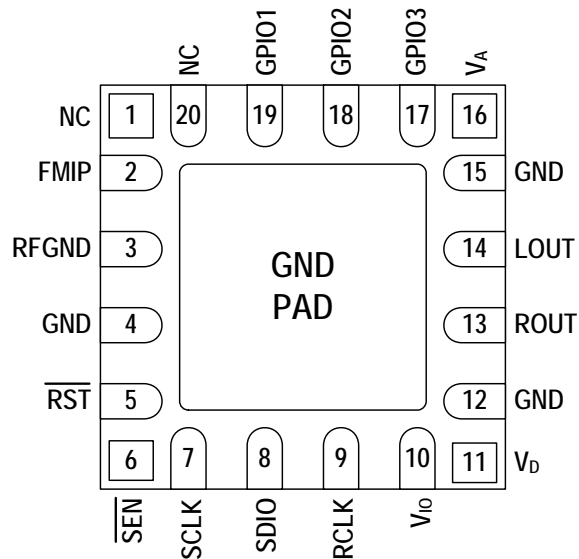 NC
GPIO1
GPIO2
GPIO3
VA
NC
1
20
19
18
17
16
FMIP
2
15
GND
RFGND
3
14
LOUT
GND
PAD
GND
4
13
ROUT
RST
5
12
GND
6
7
8
9
10
11
VD
SEN
SCLK
SDIO
RCLK
VIO